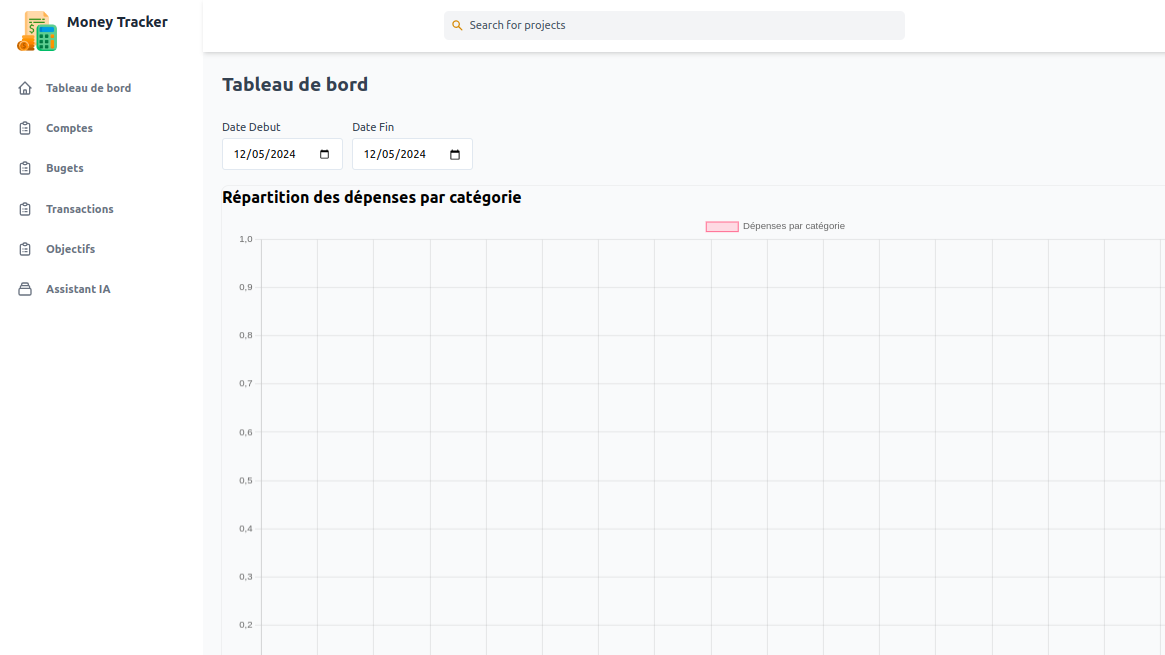 Money Tracker
Search for projects
Tableau de bord
Comptes
Bugets
Transactions
Objectifs
Assistant IA
Tableau de bord
Date Debut
Date Fin
12/05/2024
12/05/2024
Répartition des dépenses par catégorie
Dépenses par catégorie
1,0
0,9
0,8
0,7
0,6
0,5
0,4
0,3
0,2